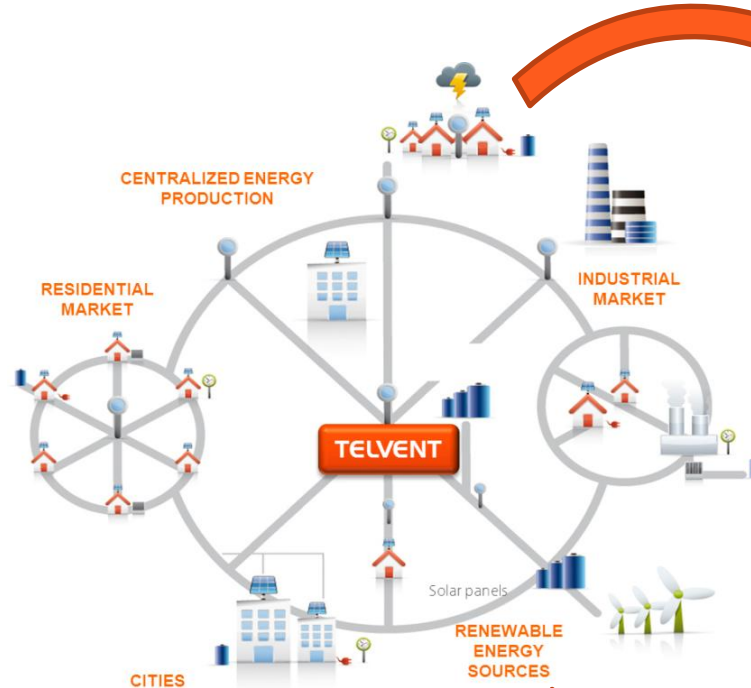 CENTRALIZED ENERGY
PRODUCTION
RESIDENTIAL
MARKET
INDUSTRIAL
MARKET
TELVENT
Solar panels
RENEWABLE
ENERGY
SOURCES
CITIES